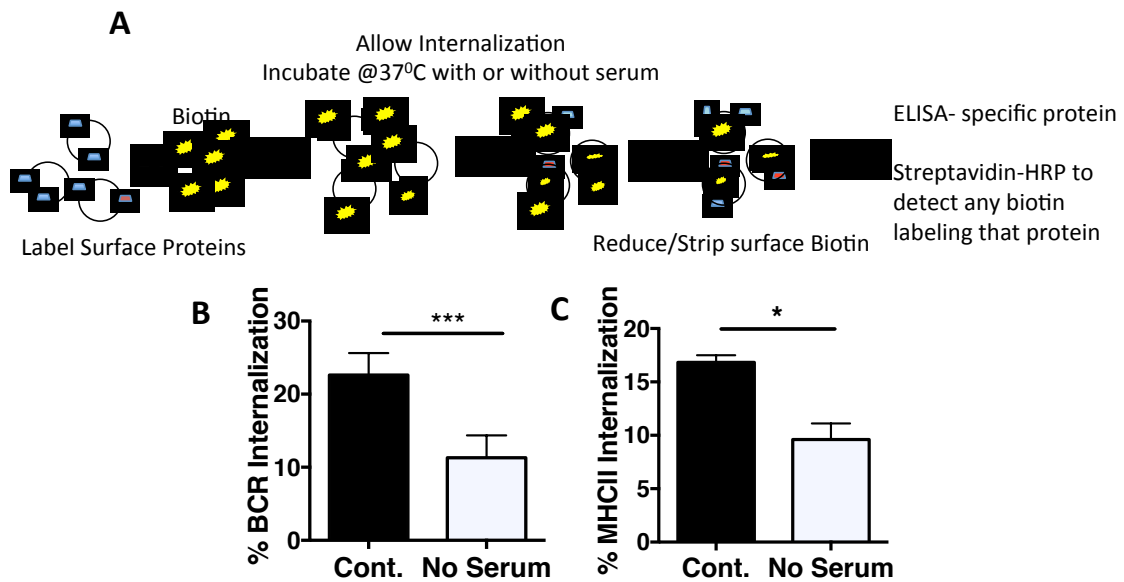 A
Allow Internalization
Incubate @37⁰C with or without serum
Biotin
ELISA- specific protein
Streptavidin-HRP to
detect any biotin
labeling that protein
Label Surface Proteins
Reduce/Strip surface Biotin
B
% BCR Internalization
30
20
10
0
***
Cont.
No Serum
C
% MHCII Internalization
20
15
10
5
0
*
Cont.
No Serum